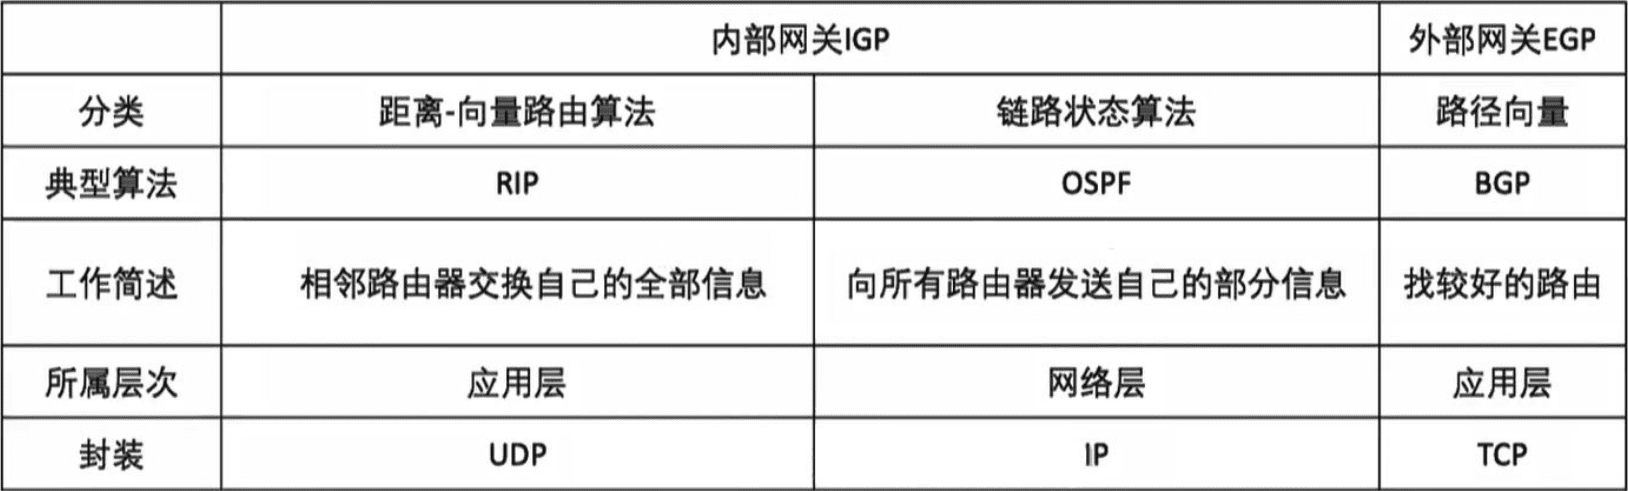 内部网关IGP 外部网关EGP
分类 距离-向量路由算法 链路状态算法 路径向量
典型算法 RIP OSPF BGP
工作简述 相邻路由器交换自己的全部信息 向所有路由器发送自己的部分信息 找较好的路由
所属层次 应用层 网络层 应用层
封装 UDP IP TCP